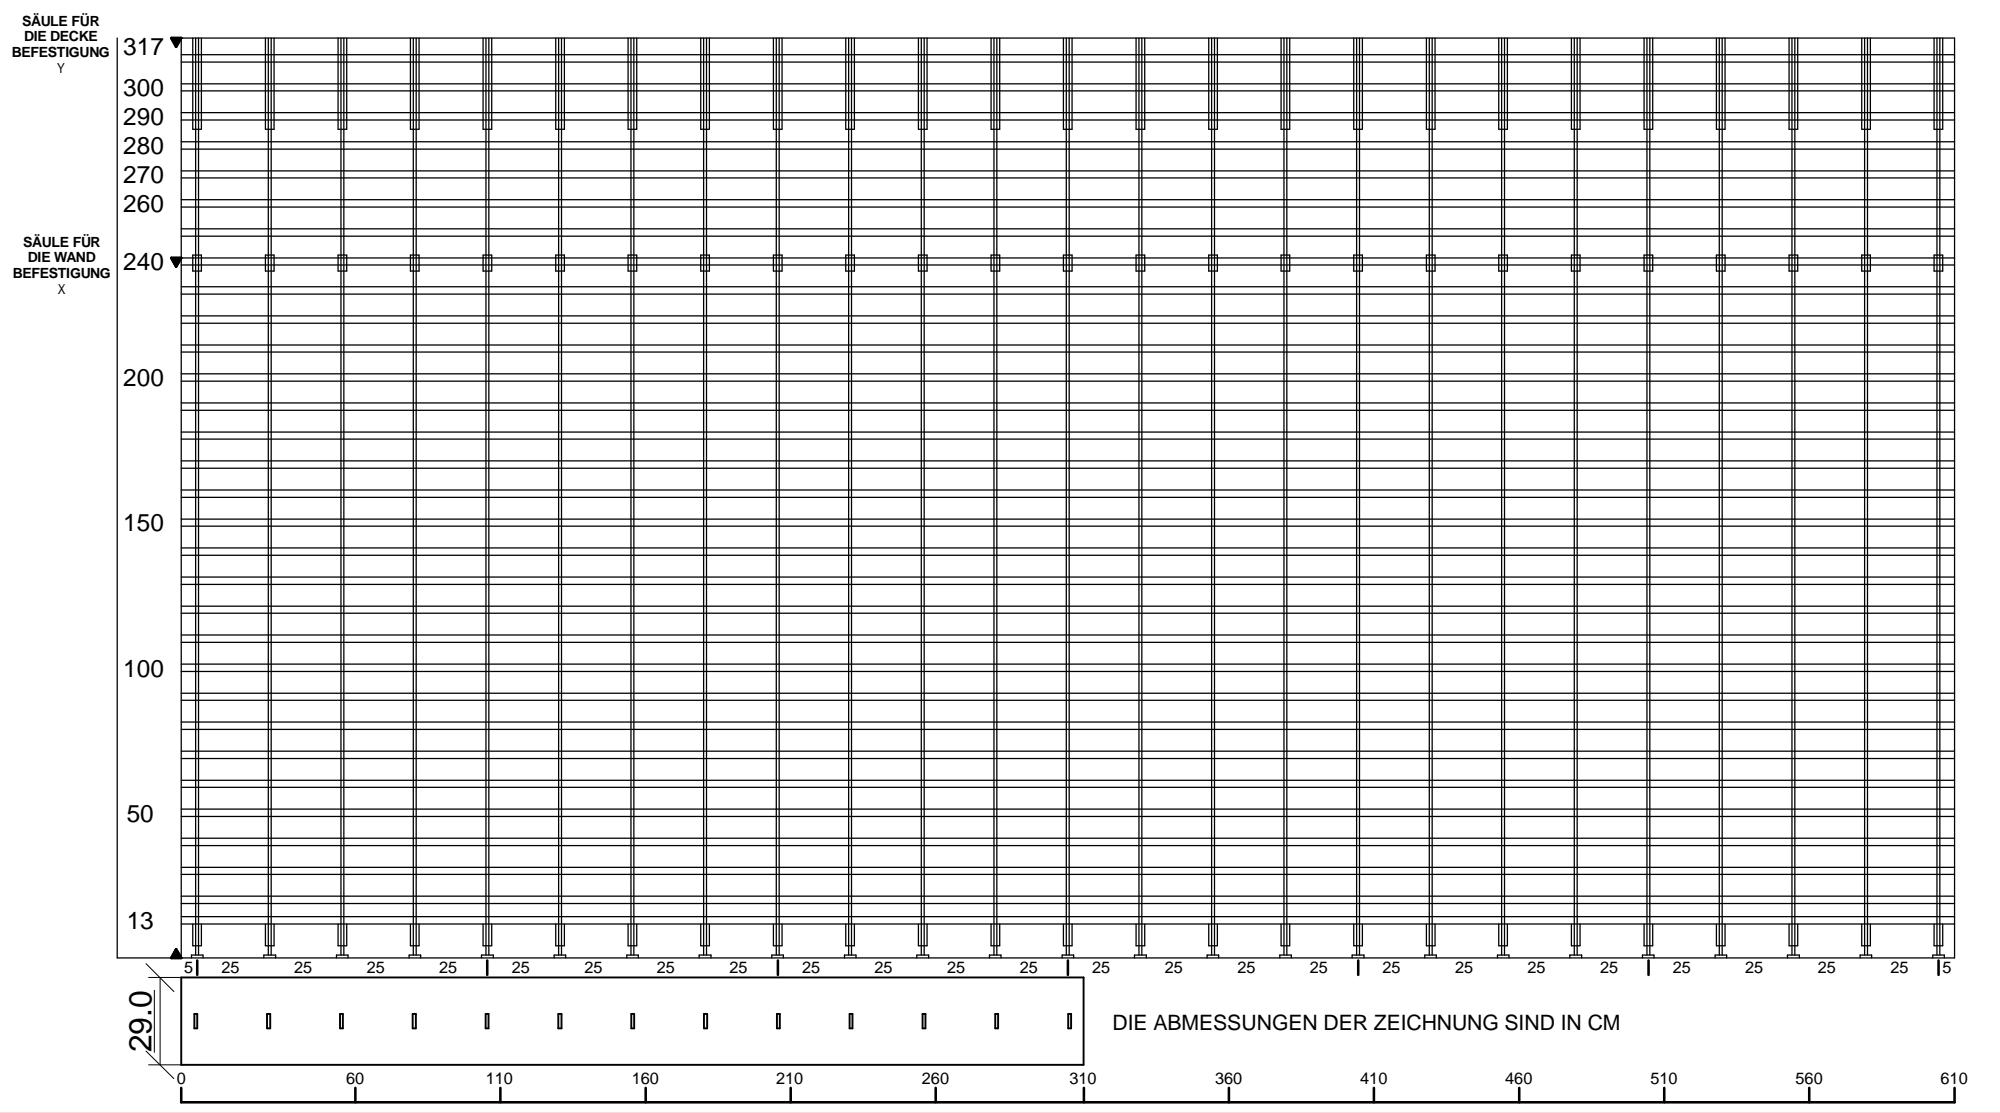 SÄULE FÜR
DIE DECKE
BEFESTIGUNG
Y
317
300
290
280
270
260
SÄULE FÜR
DIE WAND
BEFESTIGUNG
X
240
200
150
100
50
13
5 25 25 25 25 25 25 25 25 25 25 25 25 25 25 25 25 25 25 25 25 25 25 25 25 5
29.0
DIE ABMESSUNGEN DER ZEICHNUNG SIND IN CM
0 60 110 160 210 260 310 360 410 460 510 560 610